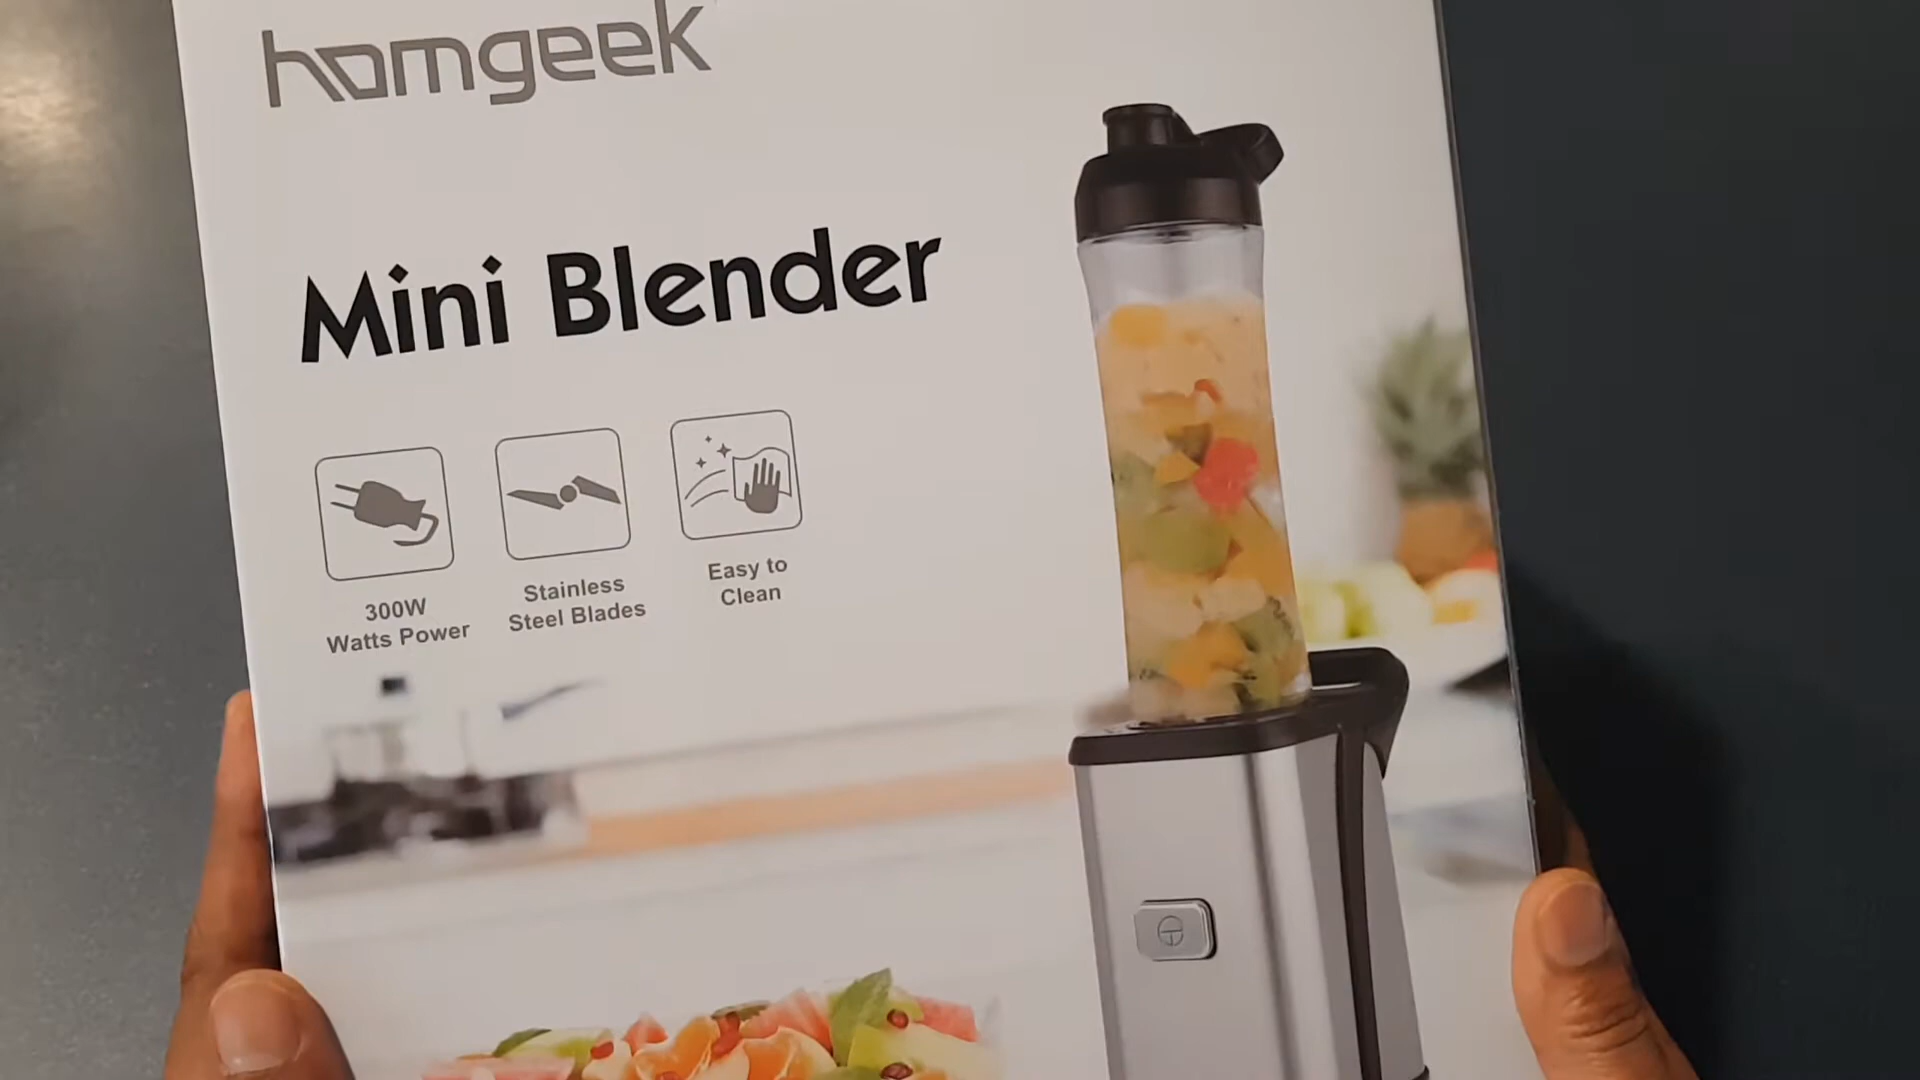 homgeek
Mini Blender
300W
Watts Power
Stainless
Steel Blades
Easy to
Clean